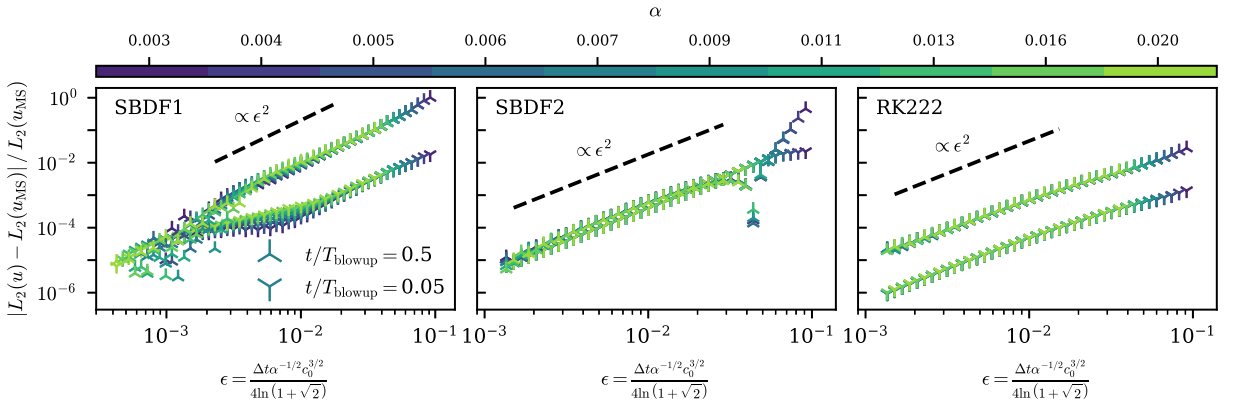 α
0.003 0.004 0.005 0.006 0.007 0.009 0.011 0.013 0.016 0.020
|L₂(u) − L₂(u_MS)| / L₂(u_MS)
10⁰
10⁻²
10⁻⁴
10⁻⁶
SBDF1
∝ ϵ²
t/T_blowup = 0.5
t/T_blowup = 0.05
10⁻³ 10⁻² 10⁻¹
ϵ = Δtα^{−1/2}c₀^{3/2} / 4ln(1+√2)
SBDF2
∝ ϵ²
10⁻³ 10⁻² 10⁻¹
ϵ = Δtα^{−1/2}c₀^{3/2} / 4ln(1+√2)
RK222
∝ ϵ²
10⁻³ 10⁻² 10⁻¹
ϵ = Δtα^{−1/2}c₀^{3/2} / 4ln(1+√2)